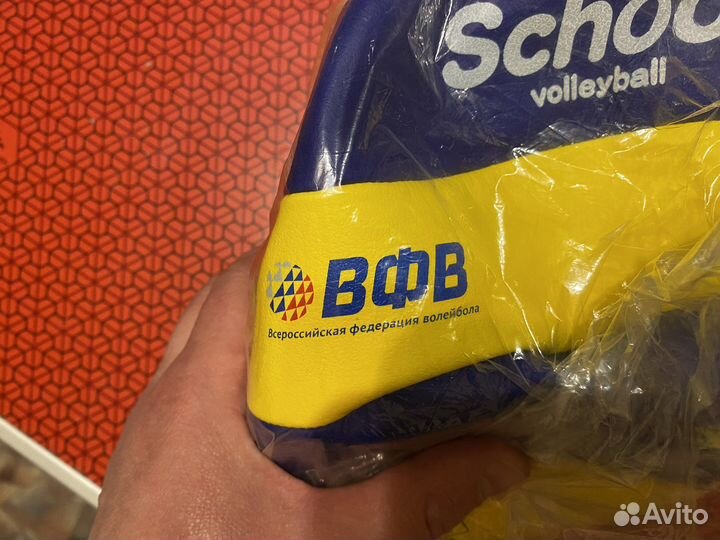 Schoo
volleyball
ВФВ
Всероссийская федерация волейбола
Avito